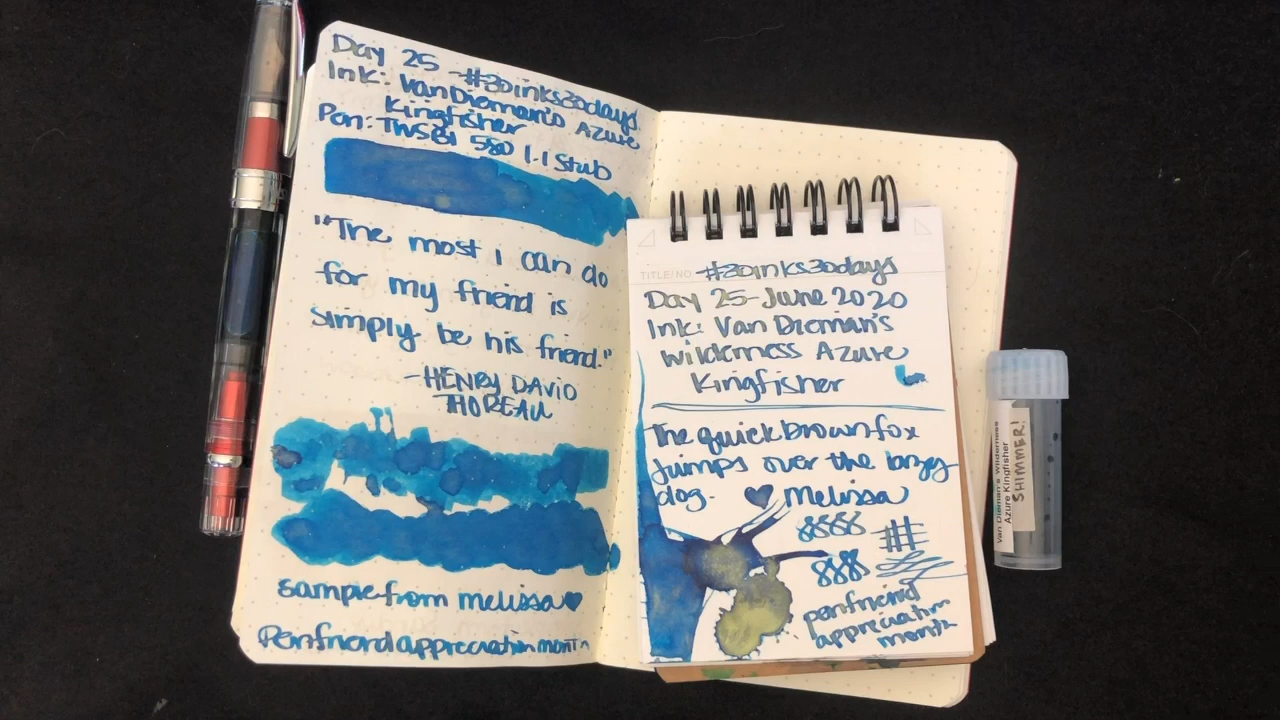 Day 25 - #30inks30days
Ink: Van Dieman's Azure
Kingfisher
Pen: TWSBI 580 1.1 Stub
"The most i can do
for my friend is
simply be his friend."
-HENRY DAVID
THOREAU
sample from melissa♥
Penfriend appreciation month
TITLE/NO
#30inks30days
Day 25-June 2020
Ink: Van Dieman's
wilderness Azure
Kingfisher
The quick brown fox
jumps over the lazy
dog. ♥ melissa
penfriend
appreciation
month
Van Dieman's Wilderness
Azure Kingfisher
SHIMMER!